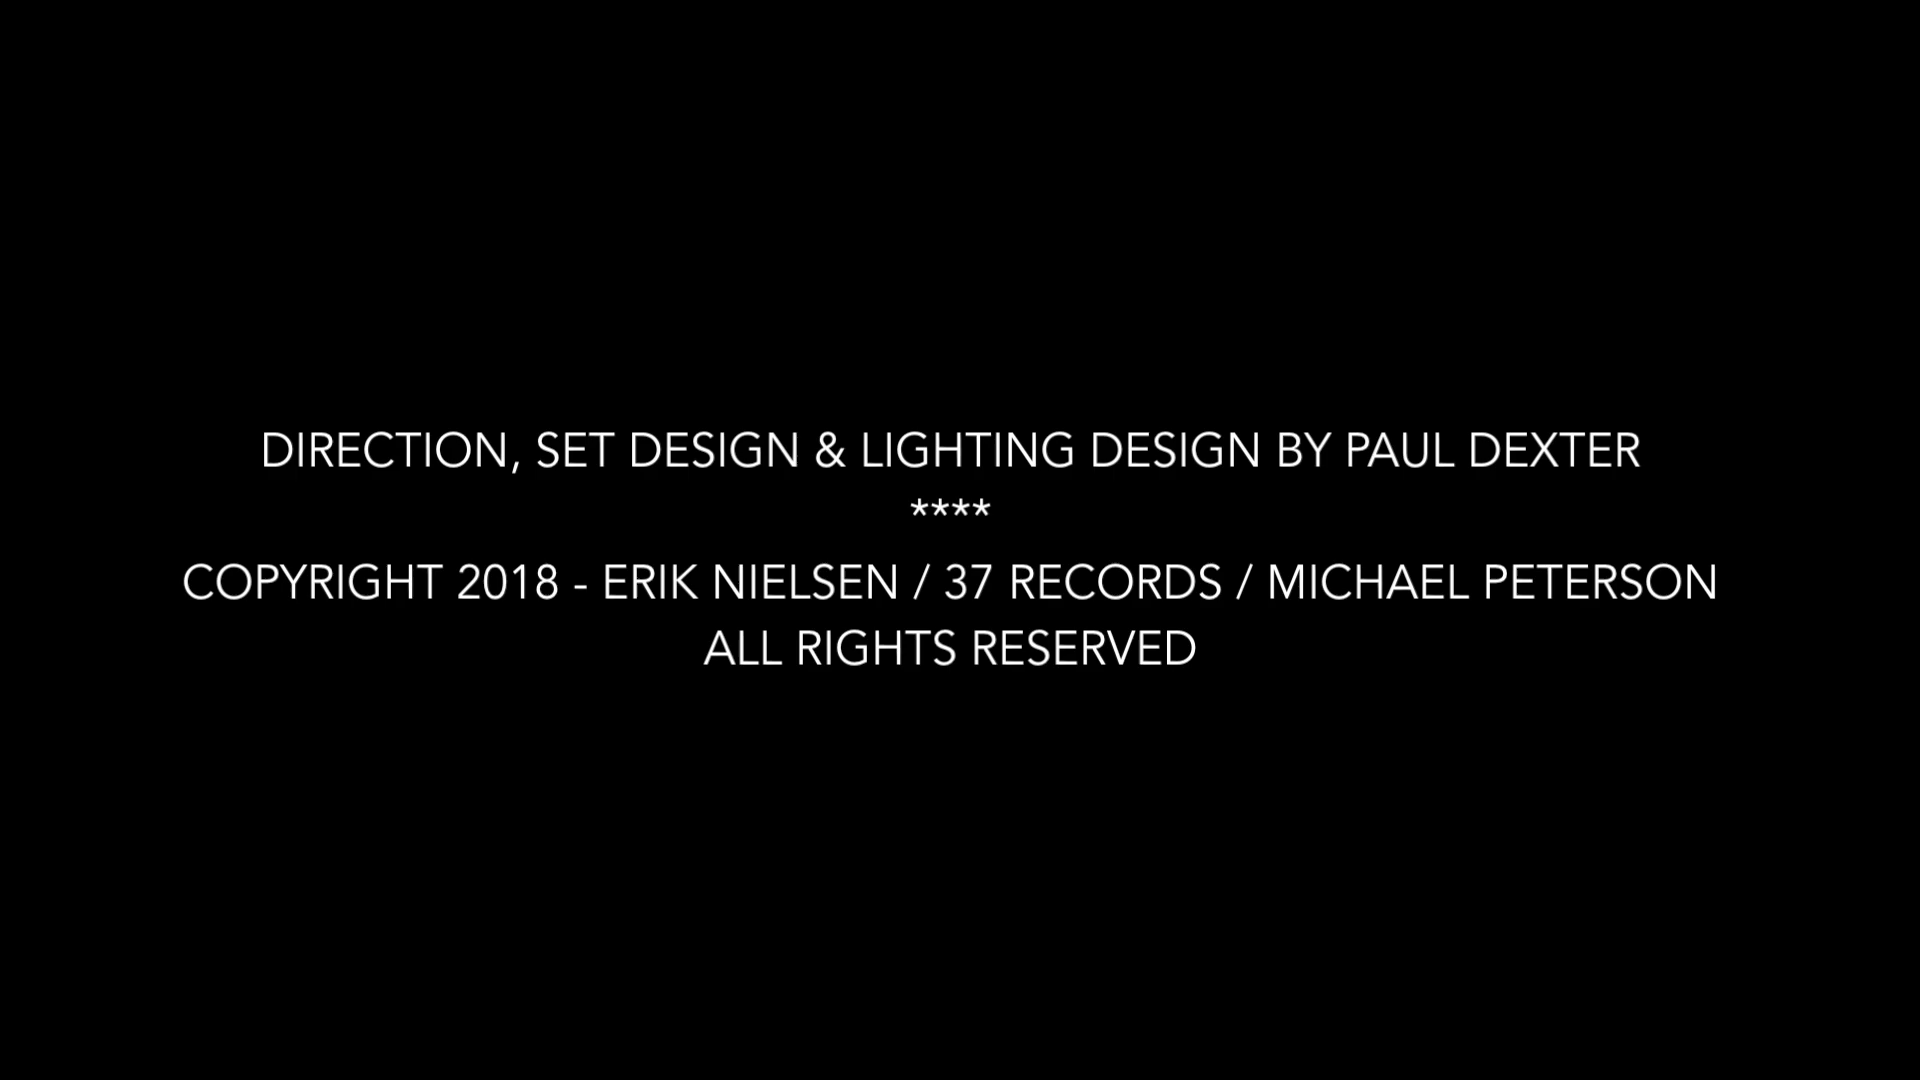 DIRECTION, SET DESIGN & LIGHTING DESIGN BY PAUL DEXTER
****
COPYRIGHT 2018 - ERIK NIELSEN / 37 RECORDS / MICHAEL PETERSON
ALL RIGHTS RESERVED